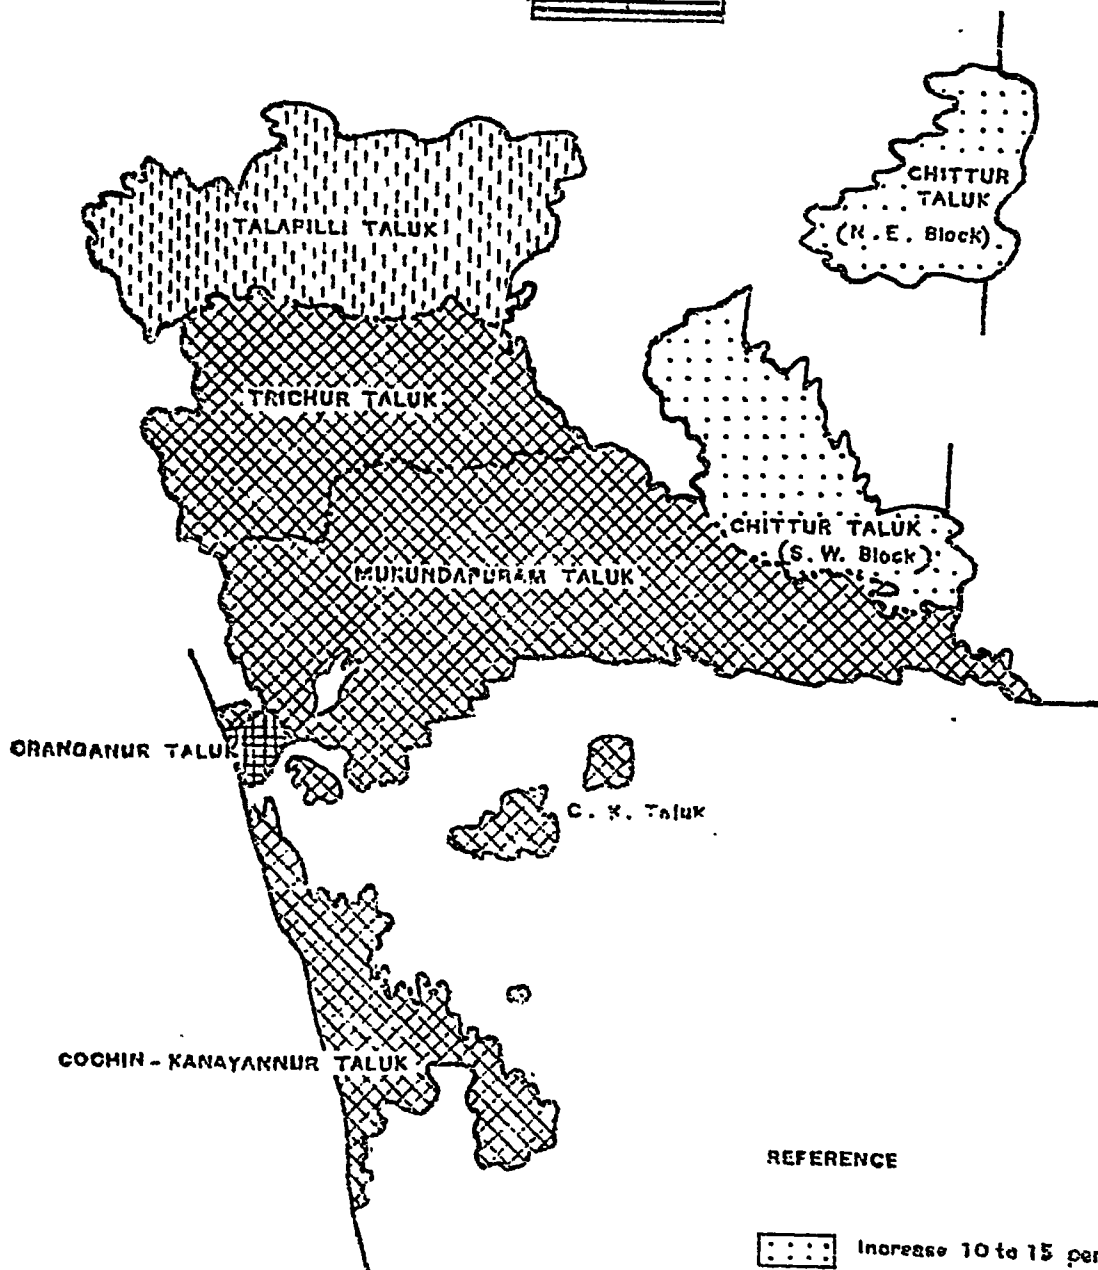 CHITTUR
TALUK
(N. E. Block)
TALAPILLI TALUK
TRICHUR TALUK
CHITTUR TALUK
(S. W. Block)
MUKUNDAPURAM TALUK
CRANGANUR TALUK
C. K. Taluk
COCHIN - KANAYANNUR TALUK
REFERENCE
Increase 10 to 15 per